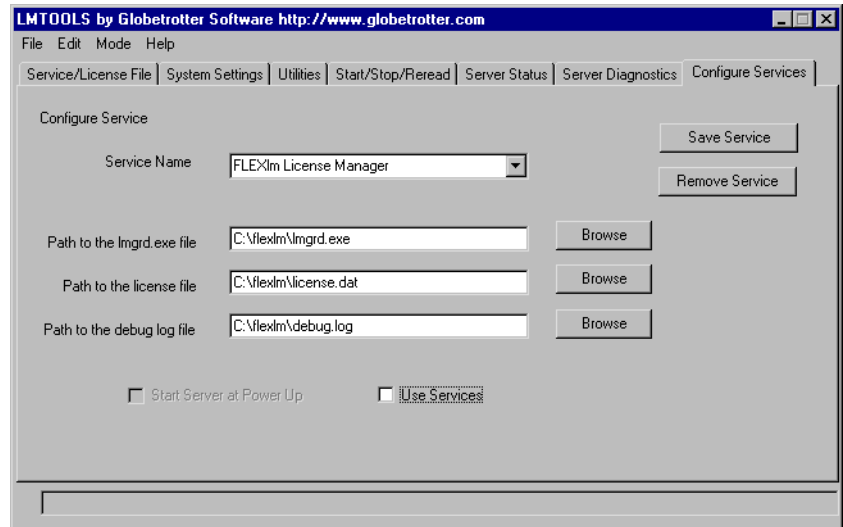 LMTOOLS by Globetrotter Software http://www.globetrotter.com
File Edit Mode Help
Service/License File System Settings Utilities Start/Stop/Reread Server Status Server Diagnostics Configure Services
Configure Service
Save Service
Service Name FLEXlm License Manager
Remove Service
Path to the lmgrd.exe file C:\flexlm\lmgrd.exe Browse
Path to the license file C:\flexlm\license.dat Browse
Path to the debug log file C:\flexlm\debug.log Browse
Start Server at Power Up Use Services